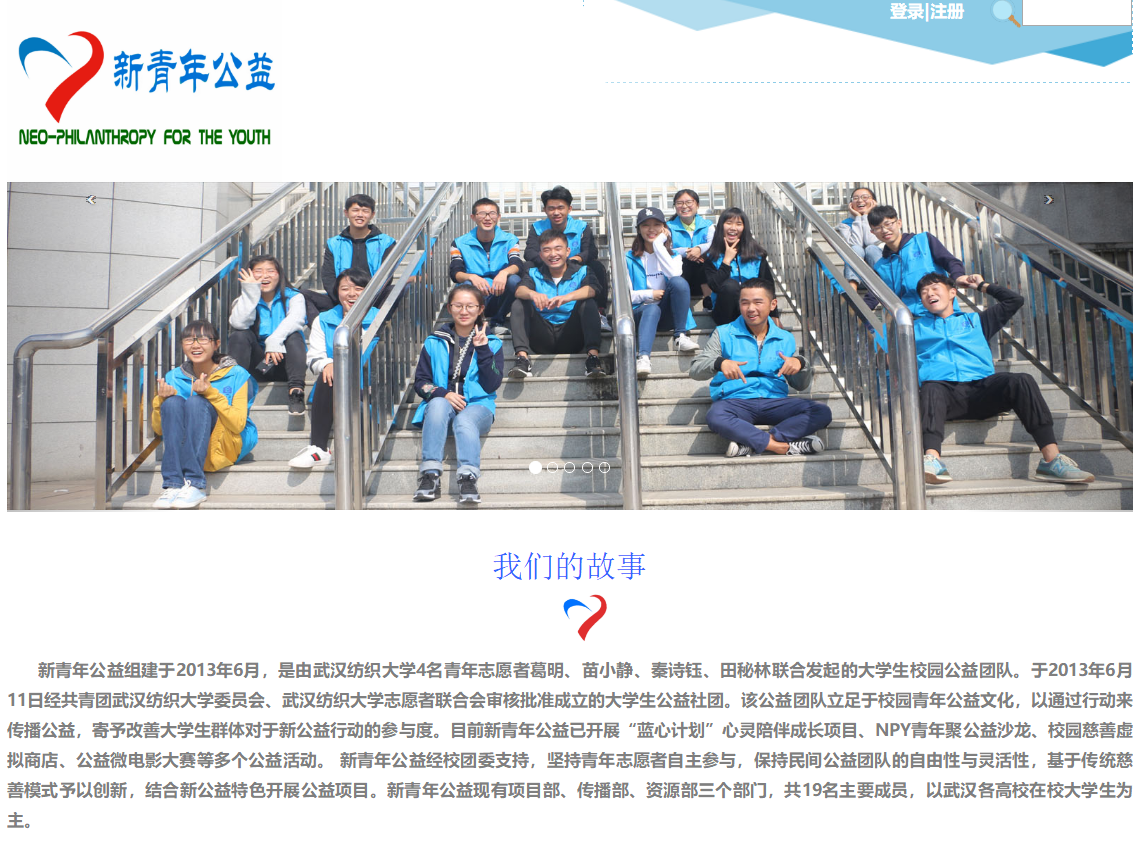 登录|注册
新青年公益
NEO-PHILANTHROPY FOR THE YOUTH
我们的故事
新青年公益组建于2013年6月，是由武汉纺织大学4名青年志愿者葛明、苗小静、秦诗钰、田秘林联合发起的大学生校园公益团队。于2013年6月
11日经共青团武汉纺织大学委员会、武汉纺织大学志愿者联合会审核批准成立的大学生公益社团。该公益团队立足于校园青年公益文化，以通过行动来
传播公益，寄予改善大学生群体对于新公益行动的参与度。目前新青年公益已开展“蓝心计划”心灵陪伴成长项目、NPY青年聚公益沙龙、校园慈善虚
拟商店、公益微电影大赛等多个公益活动。 新青年公益经校团委支持，坚持青年志愿者自主参与，保持民间公益团队的自由性与灵活性，基于传统慈
善模式予以创新，结合新公益特色开展公益项目。新青年公益现有项目部、传播部、资源部三个部门，共19名主要成员，以武汉各高校在校大学生为
主。